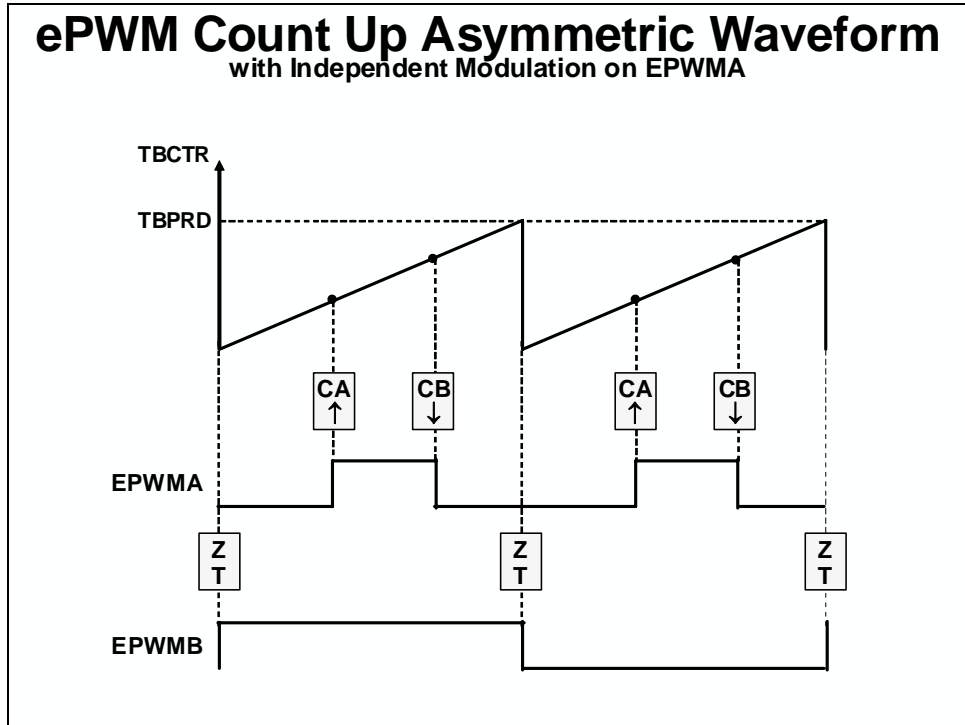 ePWM Count Up Asymmetric Waveform
with Independent Modulation on EPWMA
TBCTR
TBPRD
CA
↑
CB
↓
CA
↑
CB
↓
EPWMA
Z
T
Z
T
Z
T
EPWMB